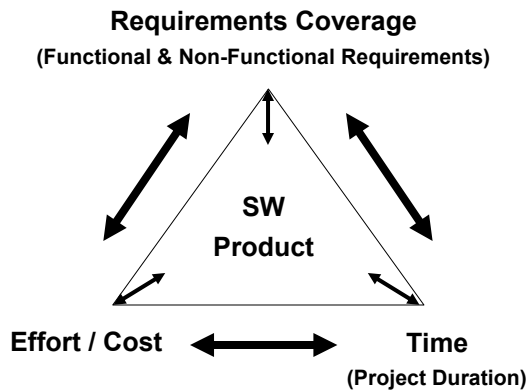 Requirements Coverage
(Functional & Non-Functional Requirements)
SW
Product
Effort / Cost
Time
(Project Duration)